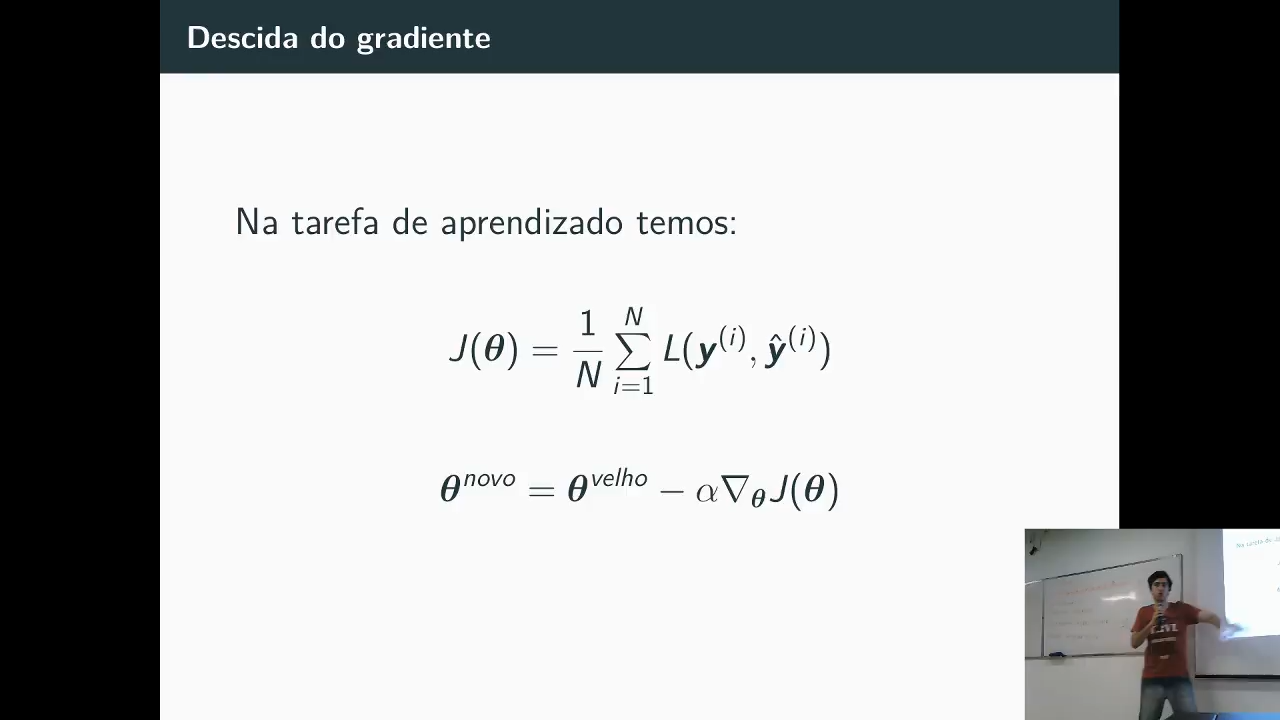 Descida do gradiente
Na tarefa de aprendizado temos:
J(θ) = 1/N ∑_{i=1}^{N} L(y^{(i)}, ŷ^{(i)})
θ^{novo} = θ^{velho} − α∇_θ J(θ)